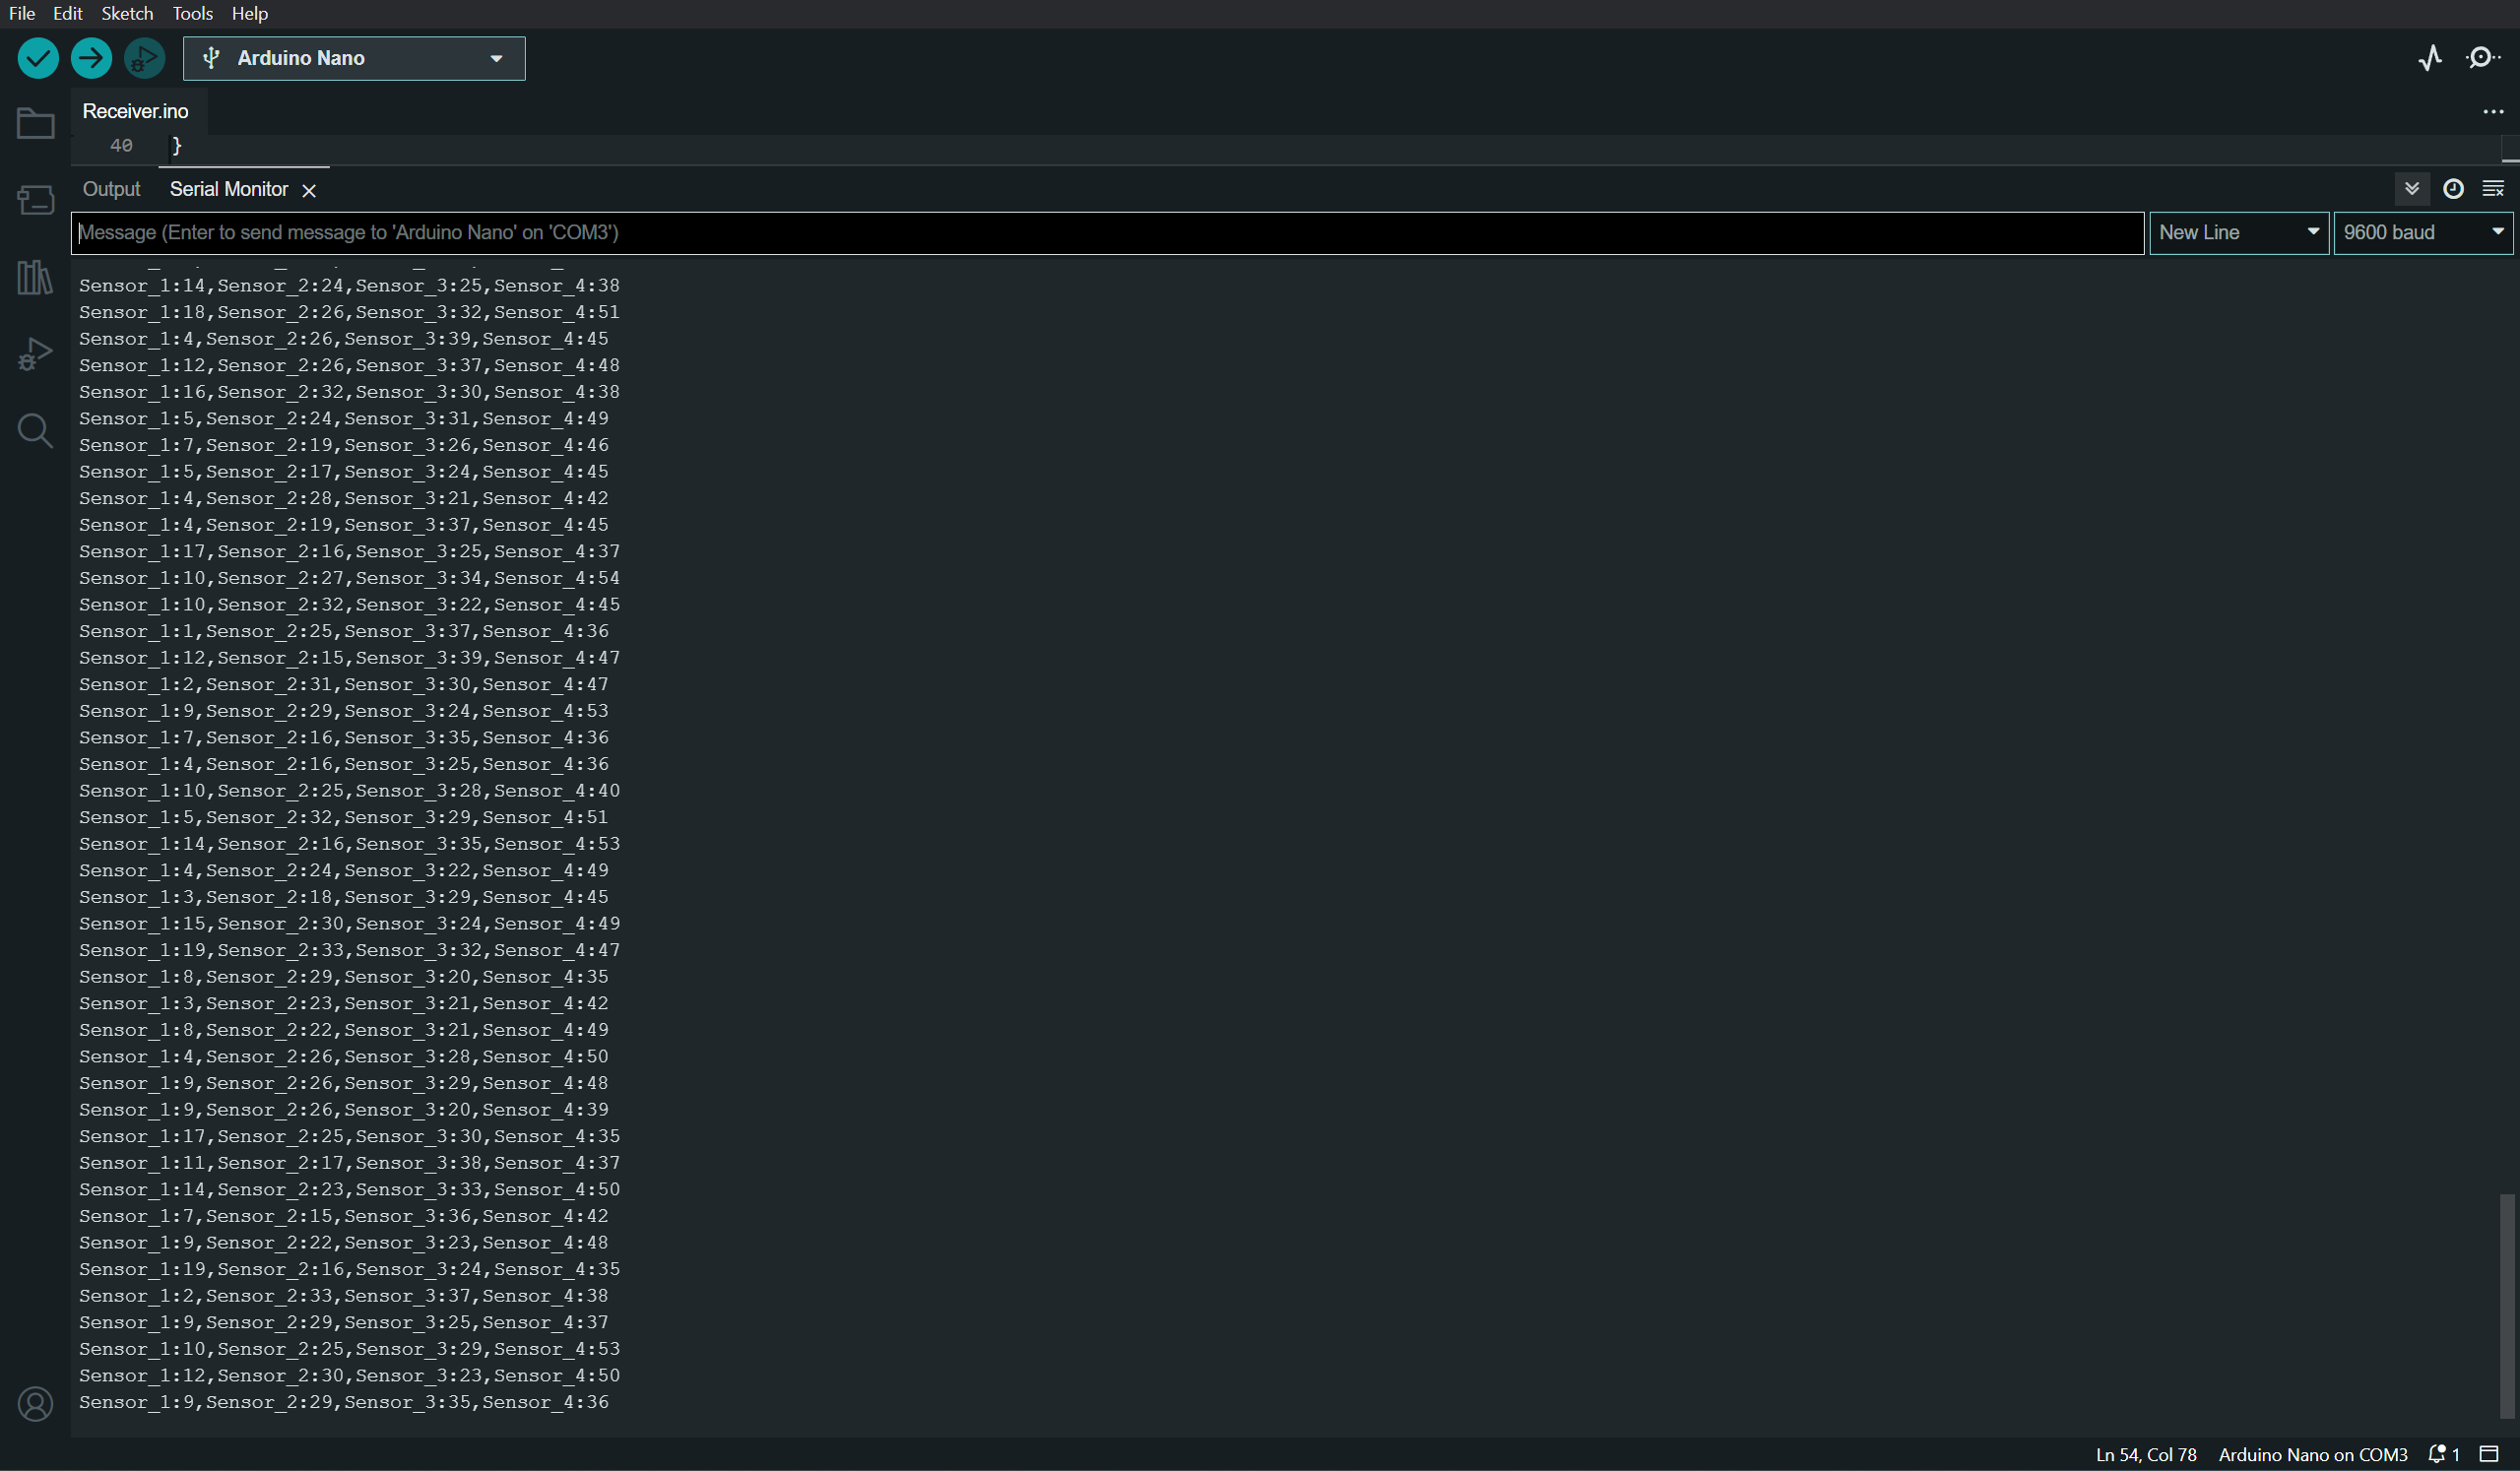 File Edit Sketch Tools Help
Arduino Nano
Receiver.ino
40 }
Output Serial Monitor
Message (Enter to send message to 'Arduino Nano' on 'COM3') New Line 9600 baud
Sensor_1:14,Sensor_2:24,Sensor_3:25,Sensor_4:38
Sensor_1:18,Sensor_2:26,Sensor_3:32,Sensor_4:51
Sensor_1:4,Sensor_2:26,Sensor_3:39,Sensor_4:45
Sensor_1:12,Sensor_2:26,Sensor_3:37,Sensor_4:48
Sensor_1:16,Sensor_2:32,Sensor_3:30,Sensor_4:38
Sensor_1:5,Sensor_2:24,Sensor_3:31,Sensor_4:49
Sensor_1:7,Sensor_2:19,Sensor_3:26,Sensor_4:46
Sensor_1:5,Sensor_2:17,Sensor_3:24,Sensor_4:45
Sensor_1:4,Sensor_2:28,Sensor_3:21,Sensor_4:42
Sensor_1:4,Sensor_2:19,Sensor_3:37,Sensor_4:45
Sensor_1:17,Sensor_2:16,Sensor_3:25,Sensor_4:37
Sensor_1:10,Sensor_2:27,Sensor_3:34,Sensor_4:54
Sensor_1:10,Sensor_2:32,Sensor_3:22,Sensor_4:45
Sensor_1:1,Sensor_2:25,Sensor_3:37,Sensor_4:36
Sensor_1:12,Sensor_2:15,Sensor_3:39,Sensor_4:47
Sensor_1:2,Sensor_2:31,Sensor_3:30,Sensor_4:47
Sensor_1:9,Sensor_2:29,Sensor_3:24,Sensor_4:53
Sensor_1:7,Sensor_2:16,Sensor_3:35,Sensor_4:36
Sensor_1:4,Sensor_2:16,Sensor_3:25,Sensor_4:36
Sensor_1:10,Sensor_2:25,Sensor_3:28,Sensor_4:40
Sensor_1:5,Sensor_2:32,Sensor_3:29,Sensor_4:51
Sensor_1:14,Sensor_2:16,Sensor_3:35,Sensor_4:53
Sensor_1:4,Sensor_2:24,Sensor_3:22,Sensor_4:49
Sensor_1:3,Sensor_2:18,Sensor_3:29,Sensor_4:45
Sensor_1:15,Sensor_2:30,Sensor_3:24,Sensor_4:49
Sensor_1:19,Sensor_2:33,Sensor_3:32,Sensor_4:47
Sensor_1:8,Sensor_2:29,Sensor_3:20,Sensor_4:35
Sensor_1:3,Sensor_2:23,Sensor_3:21,Sensor_4:42
Sensor_1:8,Sensor_2:22,Sensor_3:21,Sensor_4:49
Sensor_1:4,Sensor_2:26,Sensor_3:28,Sensor_4:50
Sensor_1:9,Sensor_2:26,Sensor_3:29,Sensor_4:48
Sensor_1:9,Sensor_2:26,Sensor_3:20,Sensor_4:39
Sensor_1:17,Sensor_2:25,Sensor_3:30,Sensor_4:35
Sensor_1:11,Sensor_2:17,Sensor_3:38,Sensor_4:37
Sensor_1:14,Sensor_2:23,Sensor_3:33,Sensor_4:50
Sensor_1:7,Sensor_2:15,Sensor_3:36,Sensor_4:42
Sensor_1:9,Sensor_2:22,Sensor_3:23,Sensor_4:48
Sensor_1:19,Sensor_2:16,Sensor_3:24,Sensor_4:35
Sensor_1:2,Sensor_2:33,Sensor_3:37,Sensor_4:38
Sensor_1:9,Sensor_2:29,Sensor_3:25,Sensor_4:37
Sensor_1:10,Sensor_2:25,Sensor_3:29,Sensor_4:53
Sensor_1:12,Sensor_2:30,Sensor_3:23,Sensor_4:50
Sensor_1:9,Sensor_2:29,Sensor_3:35,Sensor_4:36
Ln 54, Col 78 Arduino Nano on COM3 1